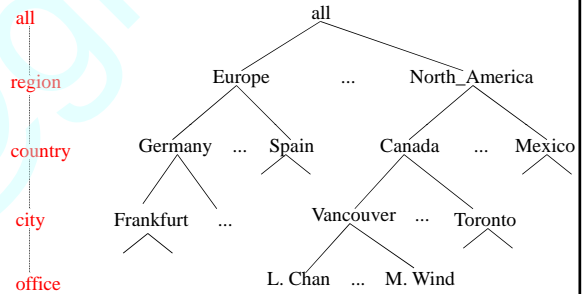 all all
region Europe ... North_America
country Germany ... Spain Canada ... Mexico
city Frankfurt ... Vancouver ... Toronto
office L. Chan ... M. Wind